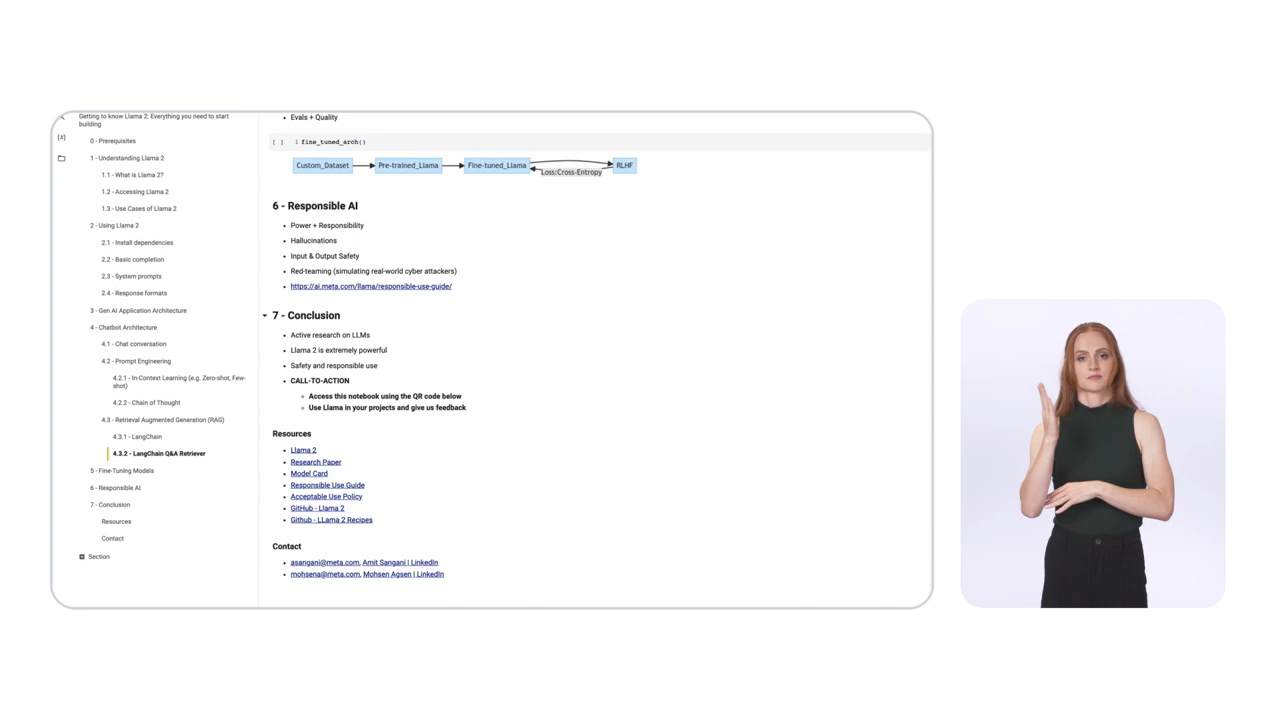 Getting to know Llama 2: Everything you need to start
building
0 - Prerequisites
1 - Understanding Llama 2
1.1 - What is Llama 2?
1.2 - Accessing Llama 2
1.3 - Use Cases of Llama 2
2 - Using Llama 2
2.1 - Install dependencies
2.2 - Basic completion
2.3 - System prompts
2.4 - Response formats
3 - Gen AI Application Architecture
4 - Chatbot Architecture
4.1 - Chat conversation
4.2 - Prompt Engineering
4.2.1 - In-Context Learning (e.g. Zero-shot, Few-
shot)
4.2.2 - Chain of Thought
4.3 - Retrieval Augmented Generation (RAG)
4.3.1 - LangChain
4.3.2 - LangChain Q&A Retriever
5 - Fine-Tuning Models
6 - Responsible AI
7 - Conclusion
Resources
Contact
Section
{x}
• Evals + Quality
[ ] 1 fine_tuned_arch()
Custom_Dataset Pre-trained_Llama Fine-tuned_Llama RLHF
Loss:Cross-Entropy
6 - Responsible AI
• Power + Responsibility
• Hallucinations
• Input & Output Safety
• Red-teaming (simulating real-world cyber attackers)
• https://ai.meta.com/llama/responsible-use-guide/
7 - Conclusion
• Active research on LLMs
• Llama 2 is extremely powerful
• Safety and responsible use
• CALL-TO-ACTION
Access this notebook using the QR code below
Use Llama in your projects and give us feedback
Resources
• Llama 2
• Research Paper
• Model Card
• Responsible Use Guide
• Acceptable Use Policy
• GitHub - Llama 2
• Github - LLama 2 Recipes
Contact
• asangani@meta.com, Amit Sangani | LinkedIn
• mohsena@meta.com, Mohsen Agsen | LinkedIn